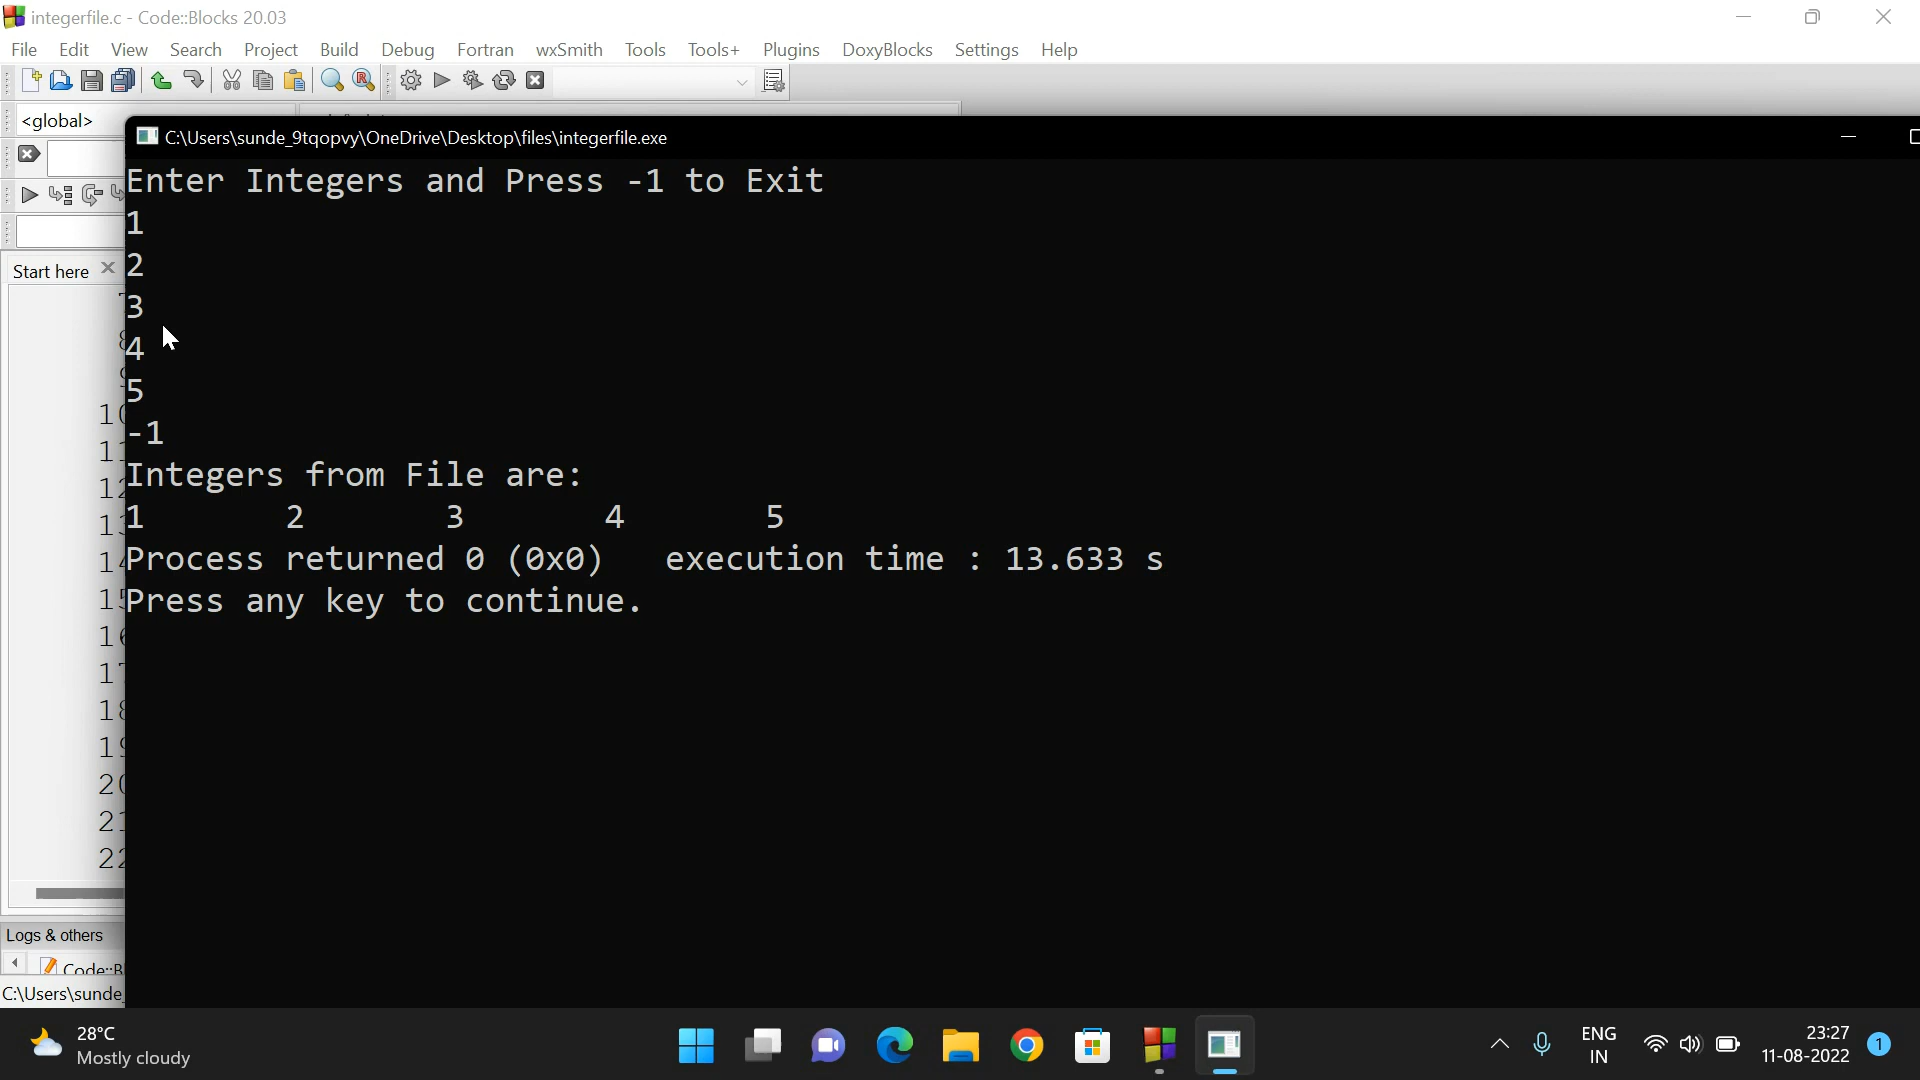 integerfile.c - Code::Blocks 20.03
File Edit View Search Project Build Debug Fortran wxSmith Tools Tools+ Plugins DoxyBlocks Settings Help
<global>
C:\Users\sunde_9tqopvy\OneDrive\Desktop\files\integerfile.exe
Enter Integers and Press -1 to Exit
1
2
Start here
3
4
5
-1
Integers from File are:
1 2 3 4 5
Process returned 0 (0x0) execution time : 13.633 s
Press any key to continue.
Logs & others
Code::B
C:\Users\sunde_
28°C
Mostly cloudy
ENG
IN
23:27
11-08-2022
1